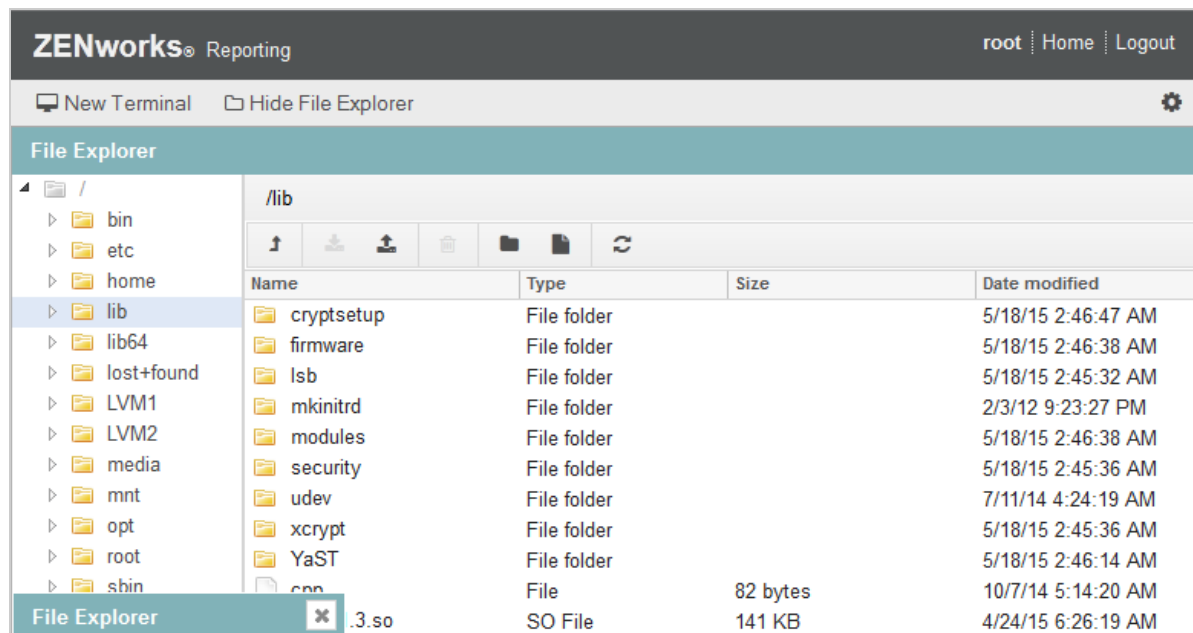 ZENworks® Reporting
root Home Logout
New Terminal Hide File Explorer
File Explorer
/
bin
etc
home
lib
lib64
lost+found
LVM1
LVM2
media
mnt
opt
root
sbin
/lib
Name Type Size Date modified
cryptsetup File folder 5/18/15 2:46:47 AM
firmware File folder 5/18/15 2:46:38 AM
lsb File folder 5/18/15 2:45:32 AM
mkinitrd File folder 2/3/12 9:23:27 PM
modules File folder 5/18/15 2:46:38 AM
security File folder 5/18/15 2:45:36 AM
udev File folder 7/11/14 4:24:19 AM
xcrypt File folder 5/18/15 2:45:36 AM
YaST File folder 5/18/15 2:46:14 AM
cpp File 82 bytes 10/7/14 5:14:20 AM
.3.so SO File 141 KB 4/24/15 6:26:19 AM
File Explorer